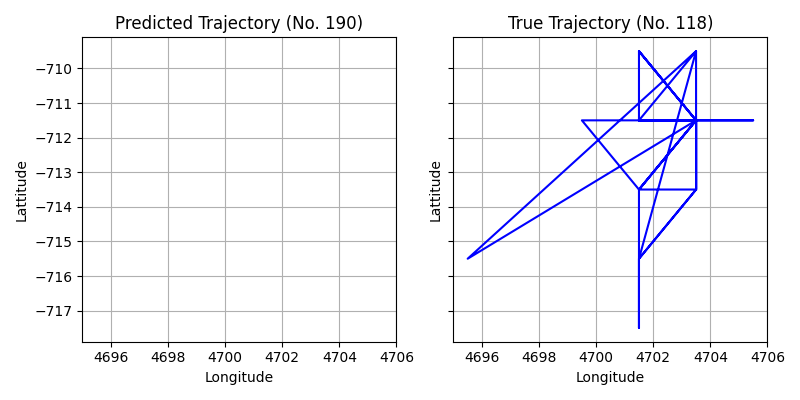 Predicted Trajectory (No. 190)
−710
−711
−712
−713
−714
−715
−716
−717
Lattitude
4696 4698 4700 4702 4704 4706
Longitude
True Trajectory (No. 118)
Lattitude
4696 4698 4700 4702 4704 4706
Longitude